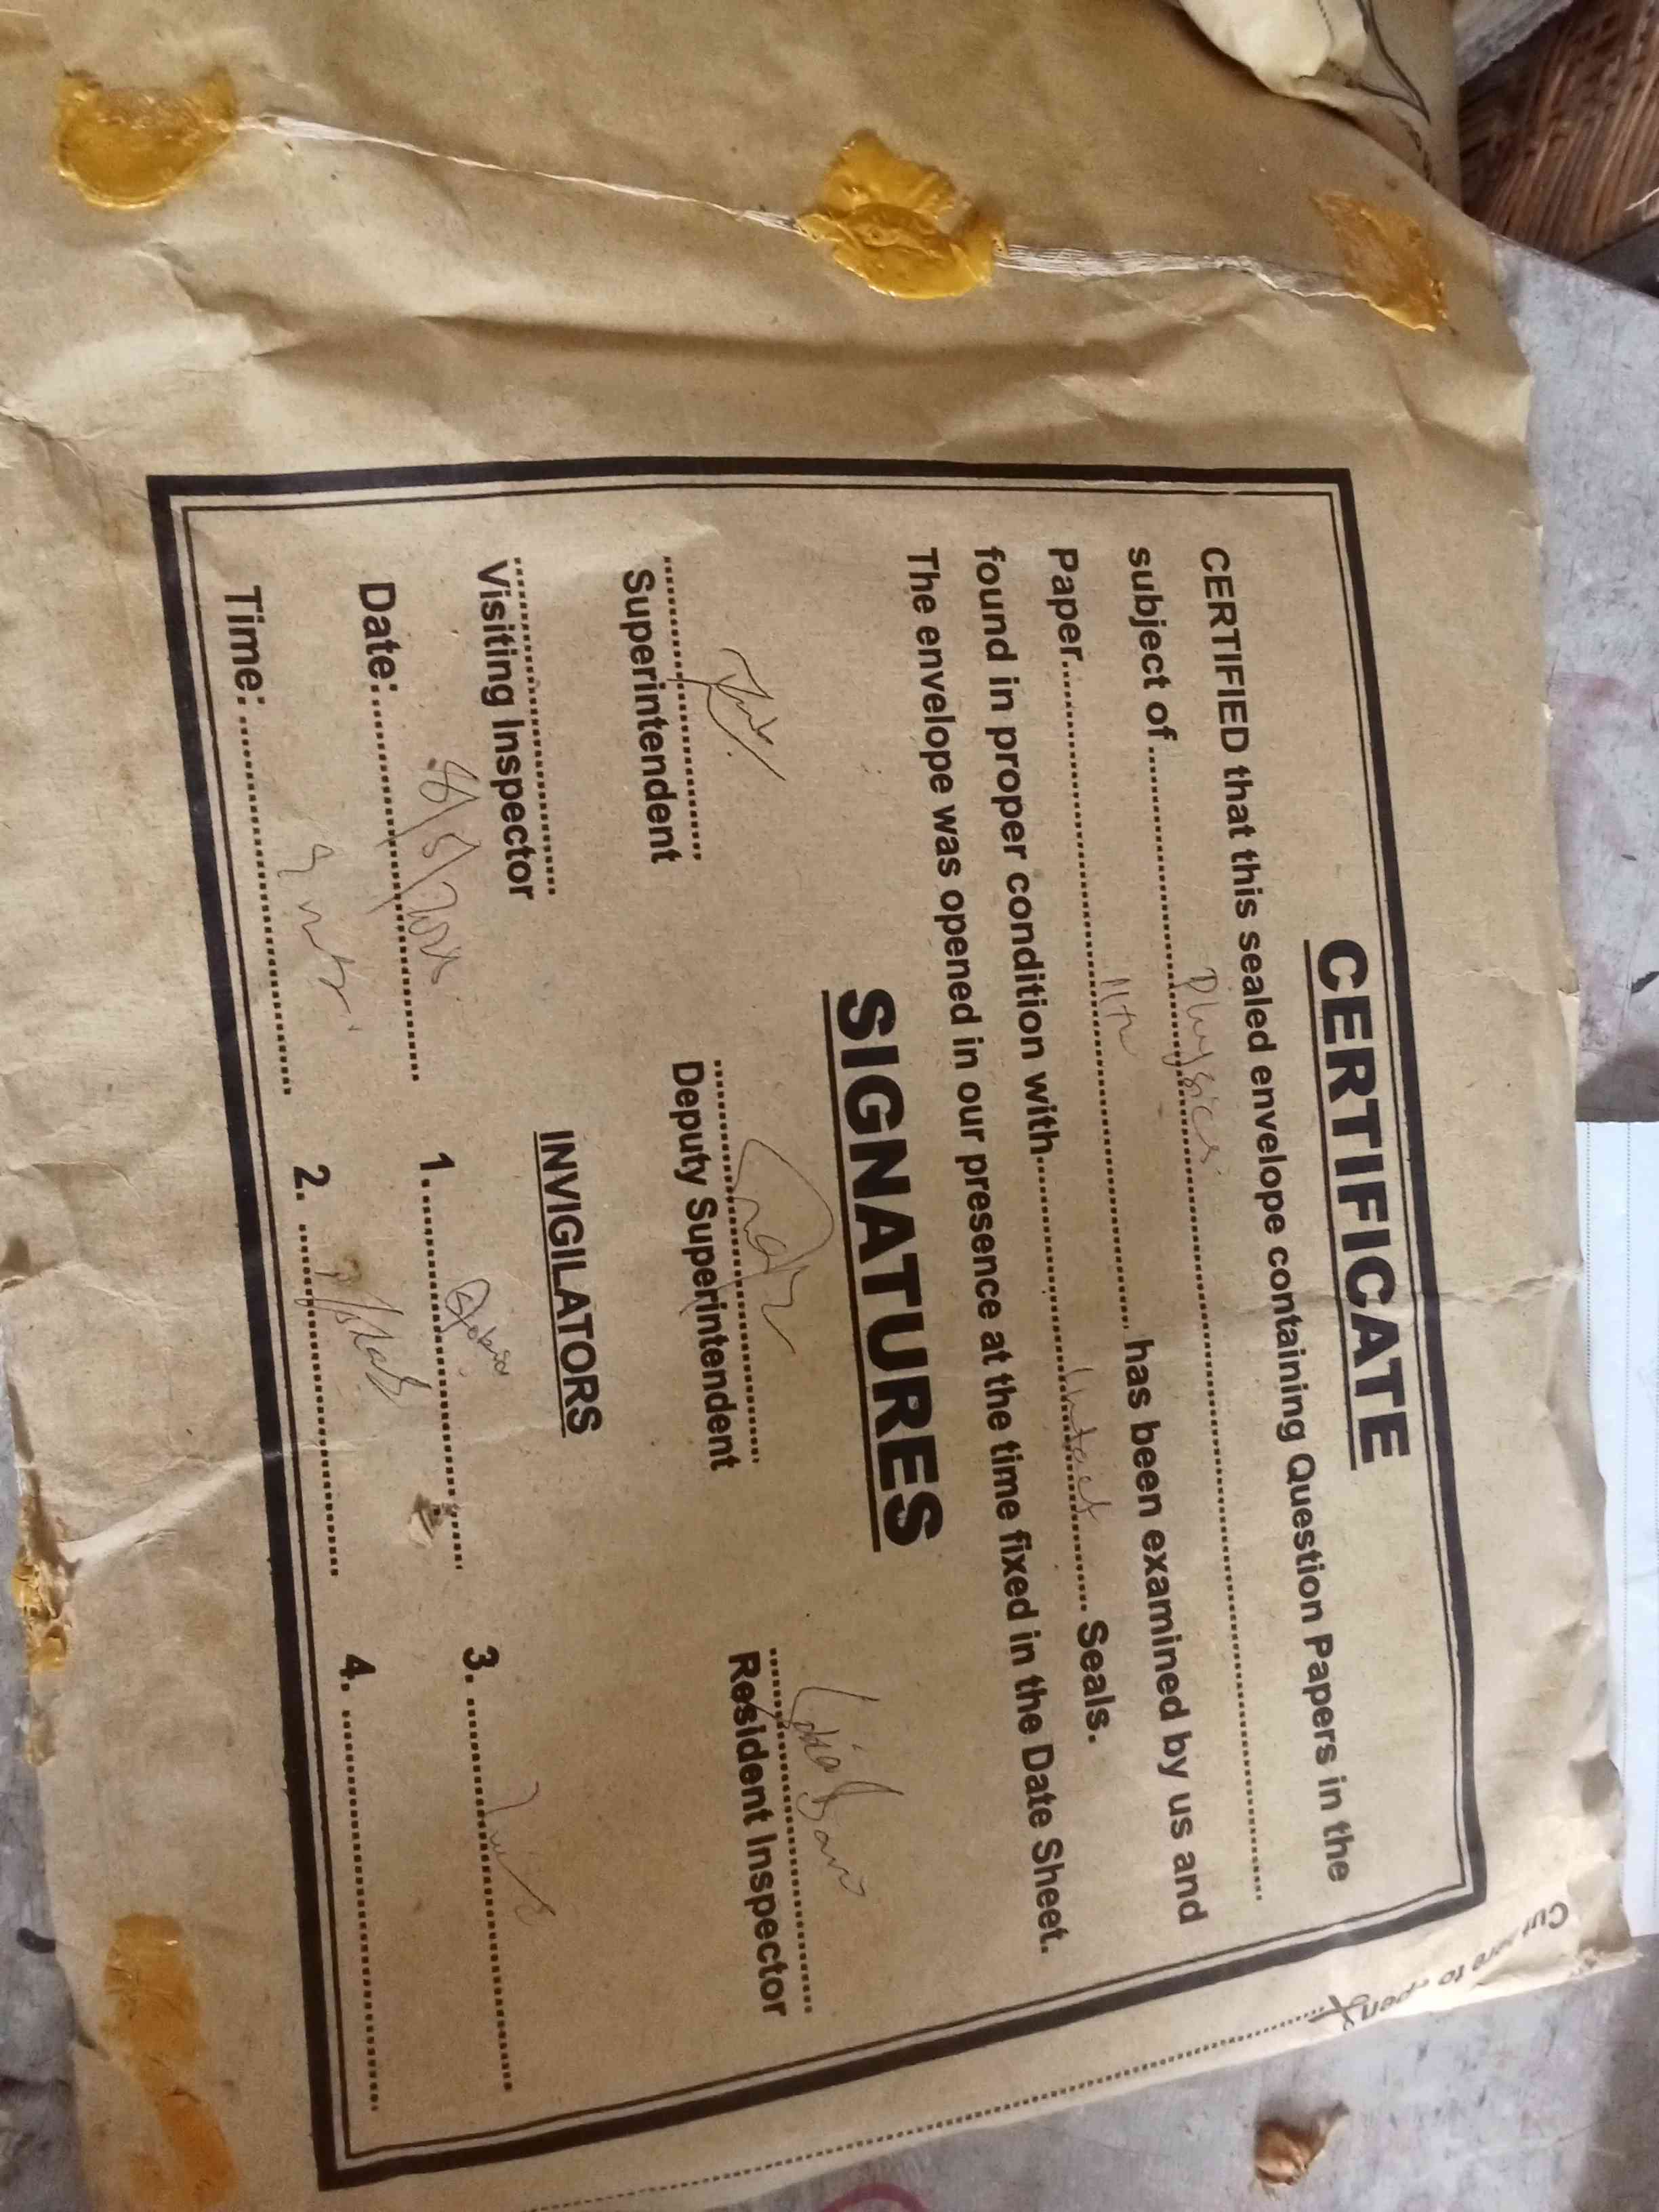 CERTIFICATE
CERTIFIED that this sealed envelope containing Question Papers in the
subject of Physics
Paper 11th has been examined by us and
found in proper condition with Intact Seals.
The envelope was opened in our presence at the time fixed in the Date Sheet.
SIGNATURES
Superintendent
Deputy Superintendent
Resident Inspector
Visiting Inspector
INVIGILATORS
Date:
1.
3.
Time:
2.
4.
Cut here to open